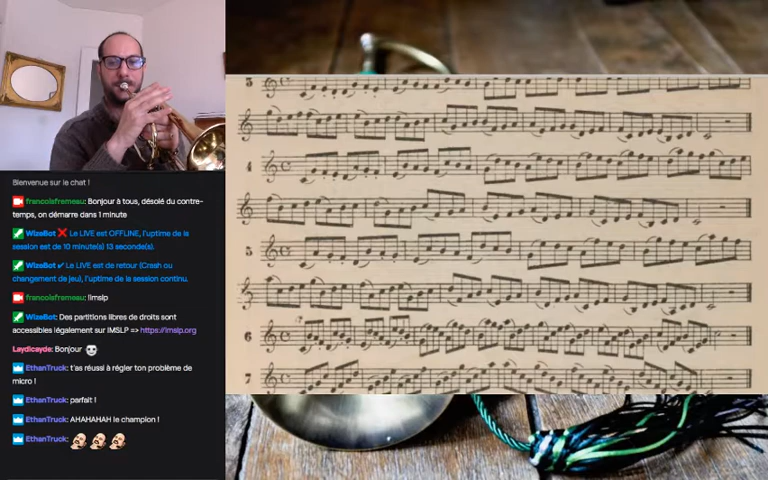 Bienvenue sur le chat !
francoisfremeau: Bonjour à tous, désolé du contre-
temps, on démarre dans 1 minute
WizeBot ❌ Le LIVE est OFFLINE, l'uptime de la
session est de 10 minute(s) 13 seconde(s).
WizeBot ✔ Le LIVE est de retour (Crash ou
changement de jeu), l'uptime de la session continu.
francoisfremeau: !imslp
WizeBot: Des partitions libres de droits sont
accessibles légalement sur IMSLP => https://imslp.org
Laydicayde: Bonjour
EthanTruck: t'as réussi à régler ton problème de
micro !
EthanTruck: parfait !
EthanTruck: AHAHAHAH le champion !
EthanTruck:
3
4
5
6
7